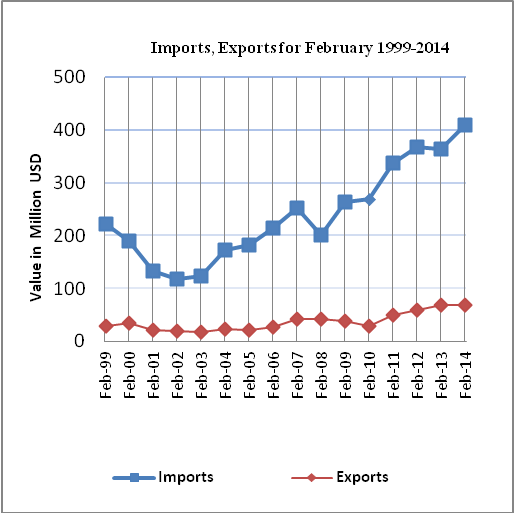 Imports, Exports for February 1999-2014
Value in Million USD
500
400
300
200
100
0
Feb-99
Feb-00
Feb-01
Feb-02
Feb-03
Feb-04
Feb-05
Feb-06
Feb-07
Feb-08
Feb-09
Feb-10
Feb-11
Feb-12
Feb-13
Feb-14
Imports
Exports